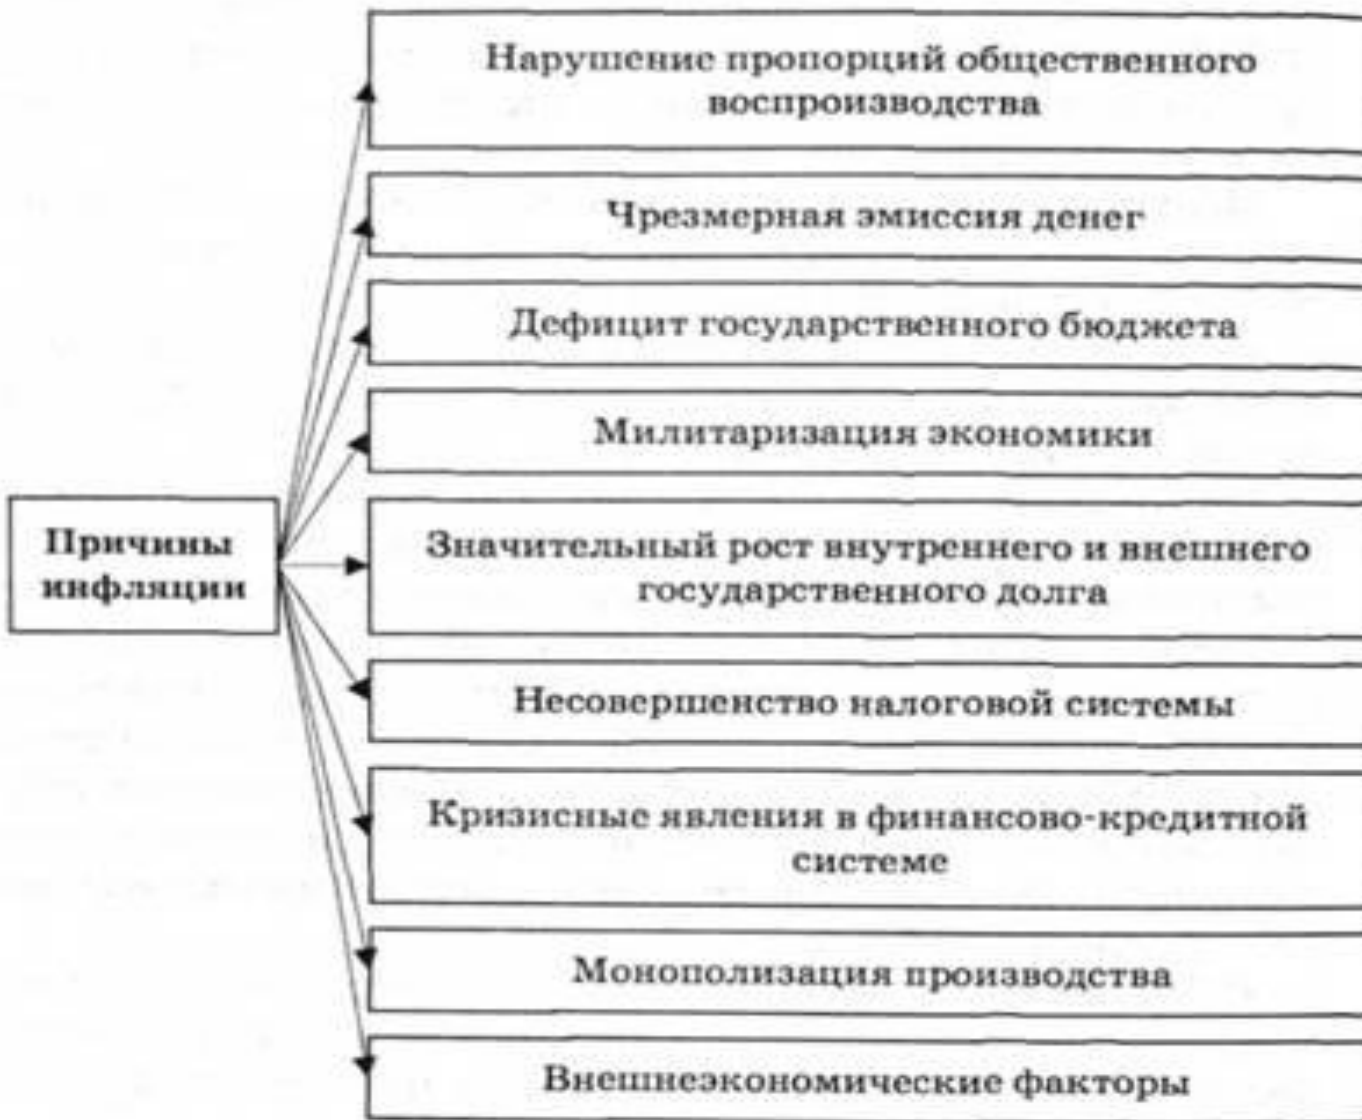 Нарушение пропорций общественного
воспроизводства
Чрезмерная эмиссия денег
Дефицит государственного бюджета
Милитаризация экономики
Причины
инфляции
Значительный рост внутреннего и внешнего
государственного долга
Несовершенство налоговой системы
Кризисные явления в финансово-кредитной
системе
Монополизация производства
Внешнеэкономические факторы